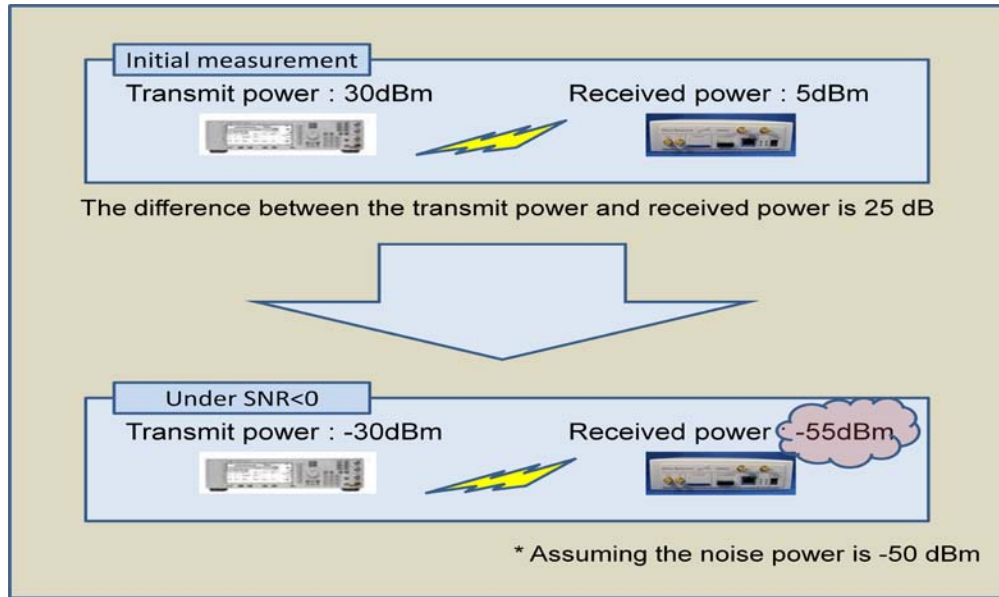 Initial measurement
Transmit power : 30dBm
Received power : 5dBm
The difference between the transmit power and received power is 25 dB
Under SNR<0
Transmit power : -30dBm
Received power : -55dBm
* Assuming the noise power is -50 dBm